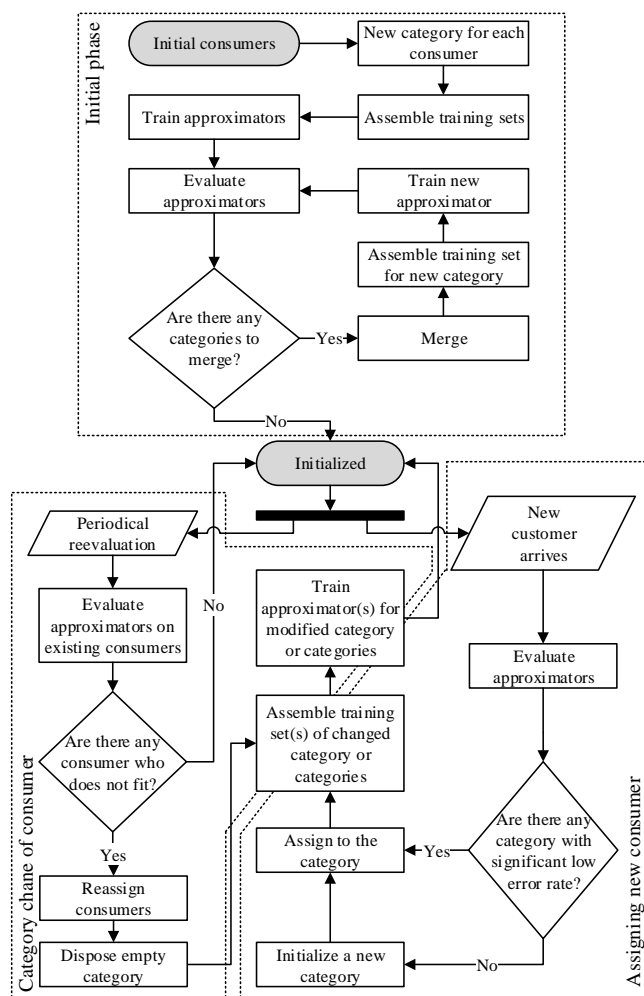 Initial phase
Initial consumers
New category for each
consumer
Train approximators
Assemble training sets
Evaluate
approximators
Train new
approximator
Assemble training set
for new category
Are there any
categories to
merge?
Yes
Merge
No
Initialized
Periodical
reevaluation
New
customer
arrives
No
Evaluate
approximators on
existing consumers
Train
approximator(s) for
modified category
or categories
Evaluate
approximators
Are there any
consumer who
does not fit?
Assemble training
set(s) of changed
category or
categories
Are there any
category with
significant low
error rate?
Yes
Assign to the
category
Yes
Reassign
consumers
Dispose empty
category
Initialize a new
category
No
Category chane of consumer
Assigning new consumer